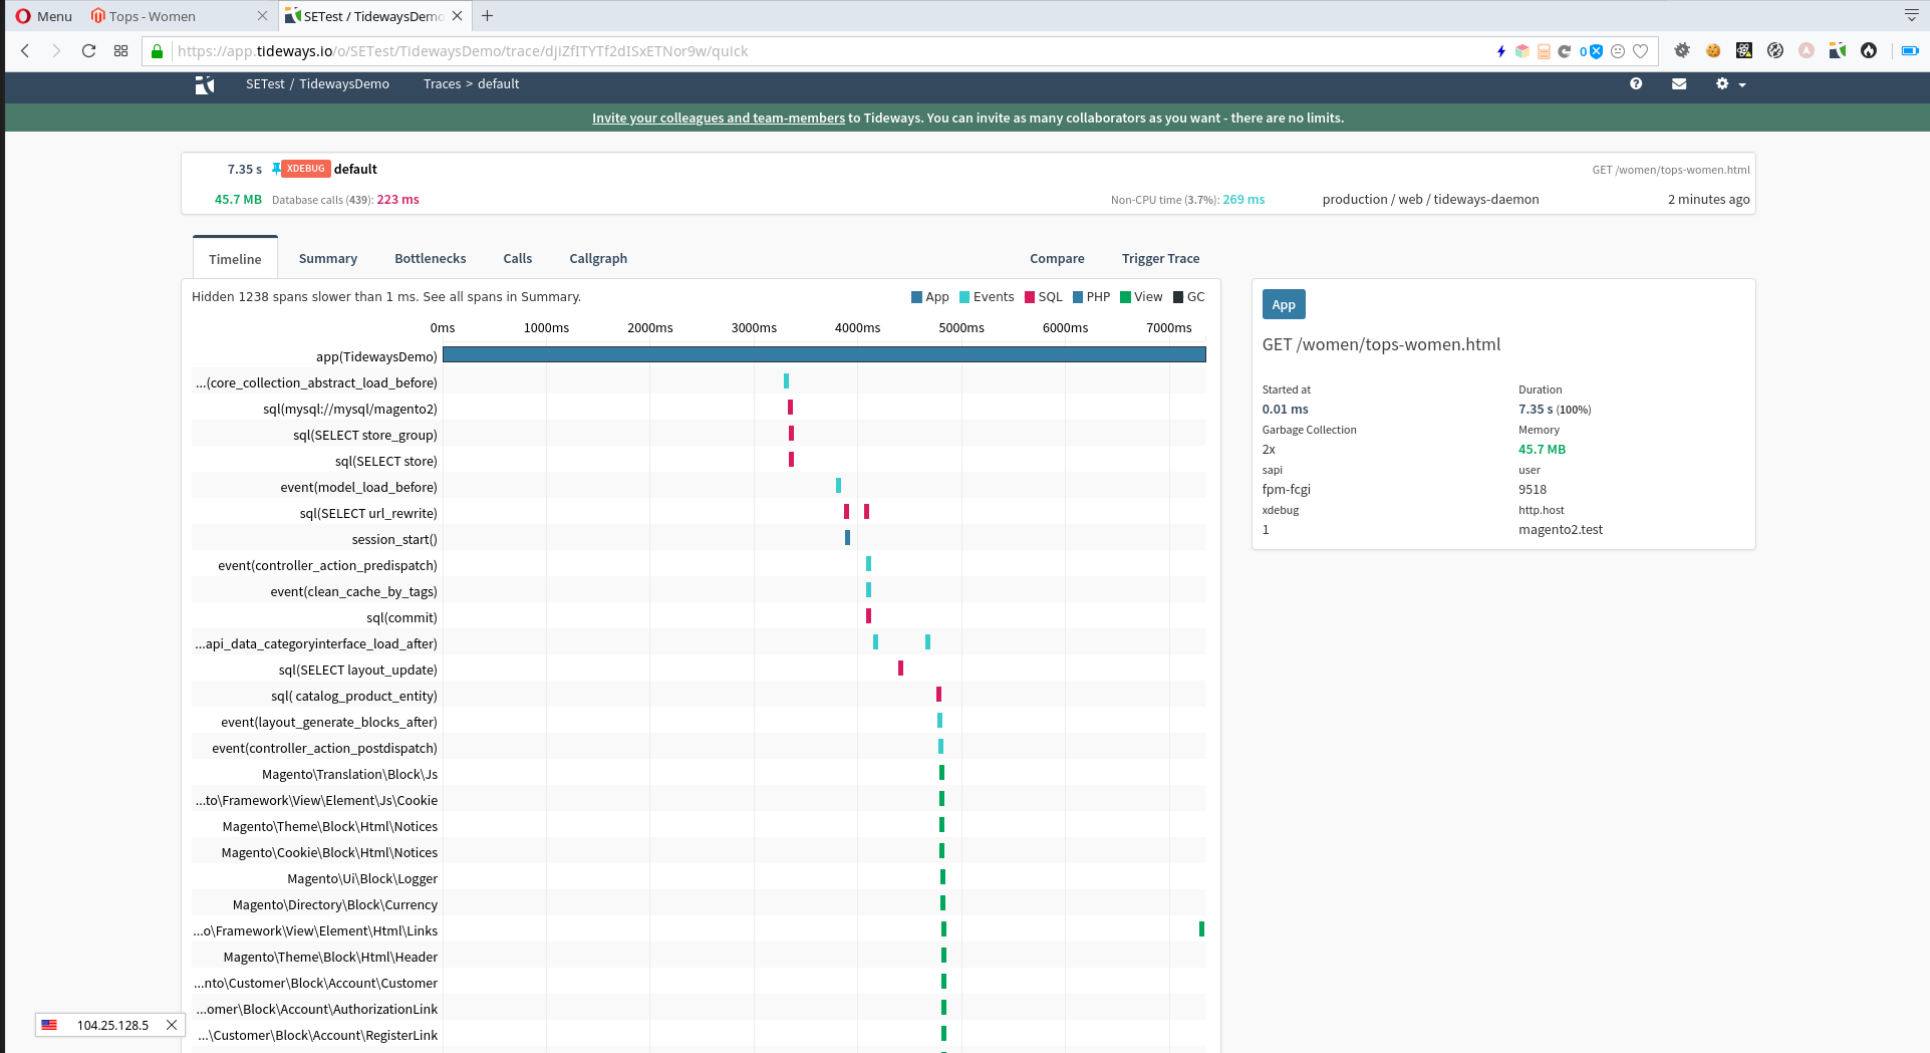 Menu
Tops - Women
SETest / TidewaysDemo
https://app.tideways.io/o/SETest/TidewaysDemo/trace/djIZfITYTf2dISxETNor9w/quick
0
SETest / TidewaysDemo
Traces > default
Invite your colleagues and team-members to Tideways. You can invite as many collaborators as you want - there are no limits.
7.35 s XDEBUG default
GET /women/tops-women.html
45.7 MB Database calls (439): 223 ms
Non-CPU time (3.7%): 269 ms
production / web / tideways-daemon
2 minutes ago
Timeline
Summary
Bottlenecks
Calls
Callgraph
Compare
Trigger Trace
Hidden 1238 spans slower than 1 ms. See all spans in Summary.
App Events SQL PHP View GC
0ms 1000ms 2000ms 3000ms 4000ms 5000ms 6000ms 7000ms
app(TidewaysDemo)
...(core_collection_abstract_load_before)
sql(mysql://mysql/magento2)
sql(SELECT store_group)
sql(SELECT store)
event(model_load_before)
sql(SELECT url_rewrite)
session_start()
event(controller_action_predispatch)
event(clean_cache_by_tags)
sql(commit)
...api_data_categoryinterface_load_after)
sql(SELECT layout_update)
sql( catalog_product_entity)
event(layout_generate_blocks_after)
event(controller_action_postdispatch)
Magento\Translation\Block\Js
...to\Framework\View\Element\Js\Cookie
Magento\Theme\Block\Html\Notices
Magento\Cookie\Block\Html\Notices
Magento\Ui\Block\Logger
Magento\Directory\Block\Currency
...o\Framework\View\Element\Html\Links
Magento\Theme\Block\Html\Header
...nto\Customer\Block\Account\Customer
...omer\Block\Account\AuthorizationLink
...\Customer\Block\Account\RegisterLink
App
GET /women/tops-women.html
Started at
0.01 ms
Duration
7.35 s (100%)
Garbage Collection
2x
Memory
45.7 MB
sapi
fpm-fcgi
user
9518
xdebug
1
http.host
magento2.test
104.25.128.5